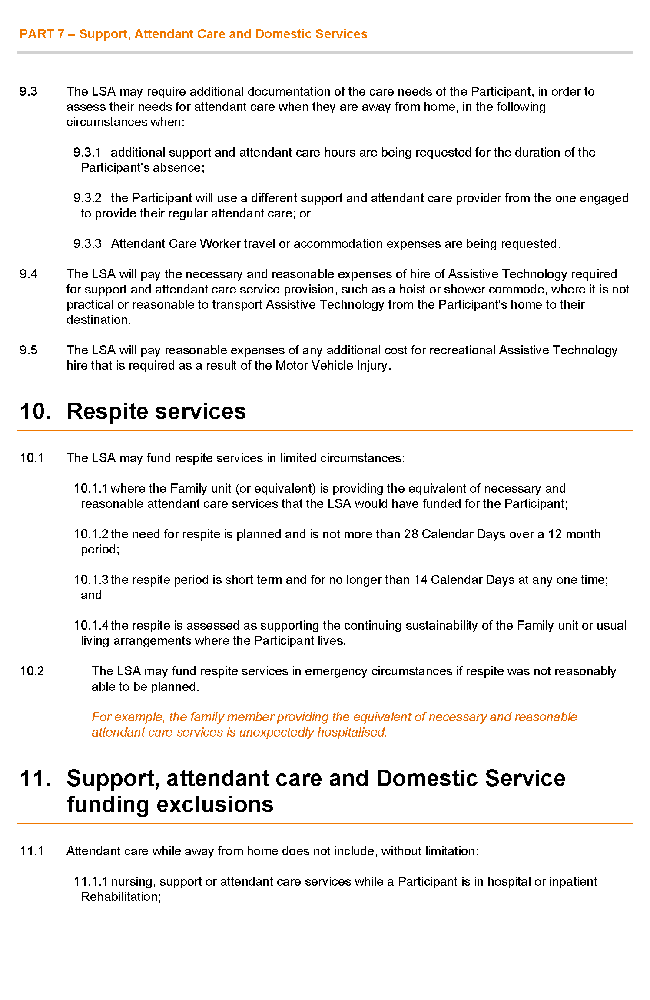 PART 7 – Support, Attendant Care and Domestic Services
9.3 The LSA may require additional documentation of the care needs of the Participant, in order to
assess their needs for attendant care when they are away from home, in the following
circumstances when:
9.3.1 additional support and attendant care hours are being requested for the duration of the
Participant's absence;
9.3.2 the Participant will use a different support and attendant care provider from the one engaged
to provide their regular attendant care; or
9.3.3 Attendant Care Worker travel or accommodation expenses are being requested.
9.4 The LSA will pay the necessary and reasonable expenses of hire of Assistive Technology required
for support and attendant care service provision, such as a hoist or shower commode, where it is not
practical or reasonable to transport Assistive Technology from the Participant's home to their
destination.
9.5 The LSA will pay reasonable expenses of any additional cost for recreational Assistive Technology
hire that is required as a result of the Motor Vehicle Injury.
10. Respite services
10.1 The LSA may fund respite services in limited circumstances:
10.1.1 where the Family unit (or equivalent) is providing the equivalent of necessary and
reasonable attendant care services that the LSA would have funded for the Participant;
10.1.2 the need for respite is planned and is not more than 28 Calendar Days over a 12 month
period;
10.1.3 the respite period is short term and for no longer than 14 Calendar Days at any one time;
and
10.1.4 the respite is assessed as supporting the continuing sustainability of the Family unit or usual
living arrangements where the Participant lives.
10.2 The LSA may fund respite services in emergency circumstances if respite was not reasonably
able to be planned.
For example, the family member providing the equivalent of necessary and reasonable
attendant care services is unexpectedly hospitalised.
11. Support, attendant care and Domestic Service
funding exclusions
11.1 Attendant care while away from home does not include, without limitation:
11.1.1 nursing, support or attendant care services while a Participant is in hospital or inpatient
Rehabilitation;